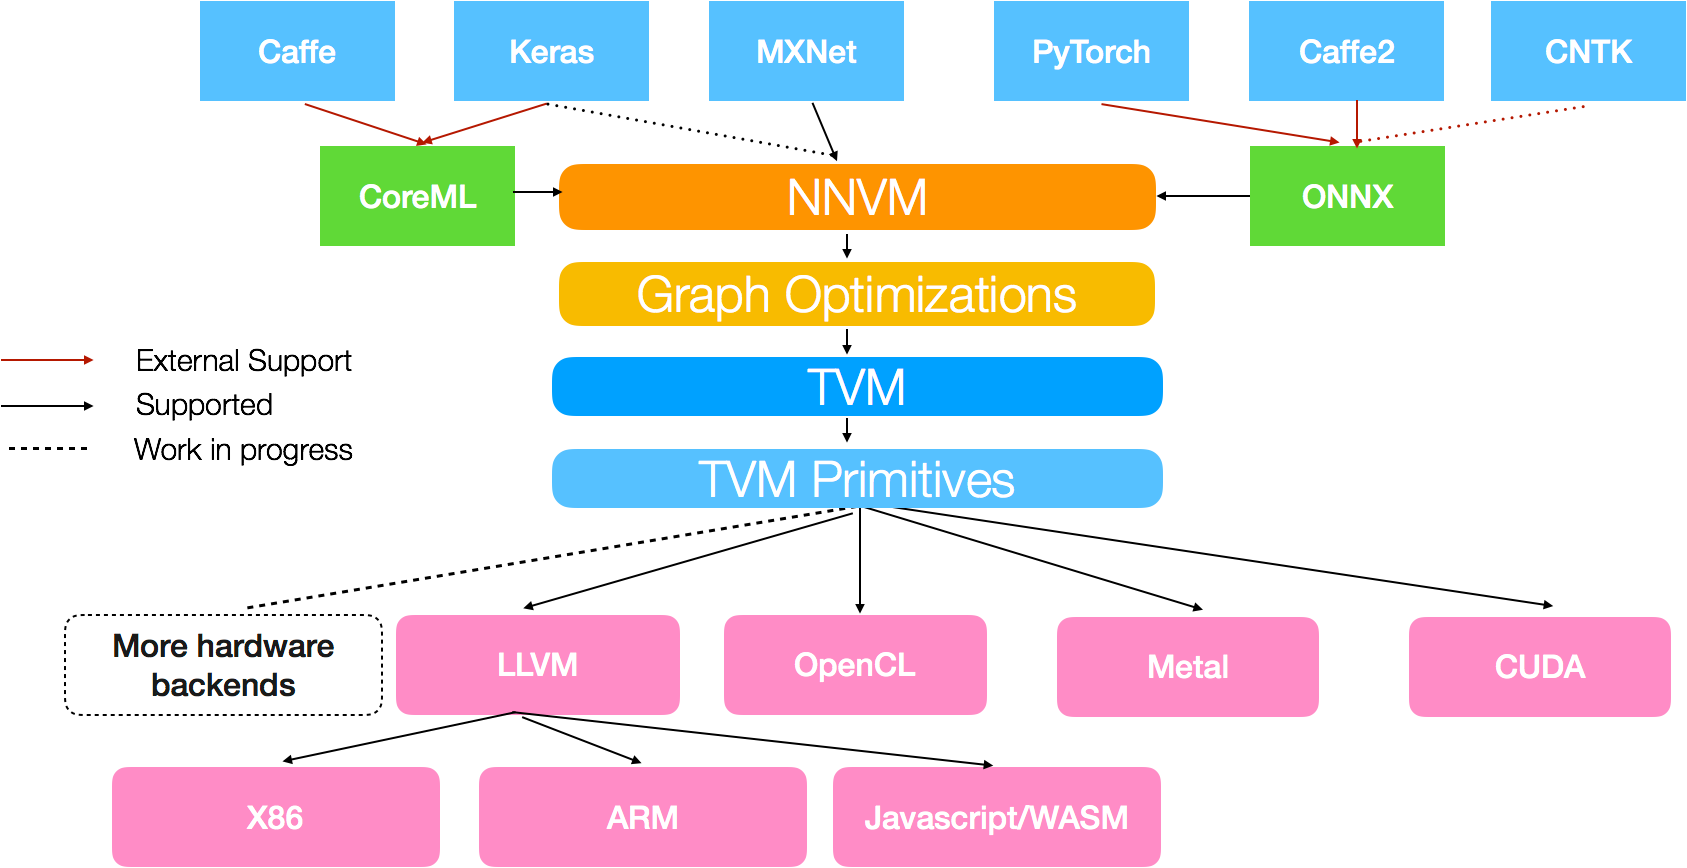 Caffe
Keras
MXNet
PyTorch
Caffe2
CNTK
CoreML
NNVM
ONNX
Graph Optimizations
External Support
Supported
Work in progress
TVM
TVM Primitives
More hardware
backends
LLVM
OpenCL
Metal
CUDA
X86
ARM
Javascript/WASM